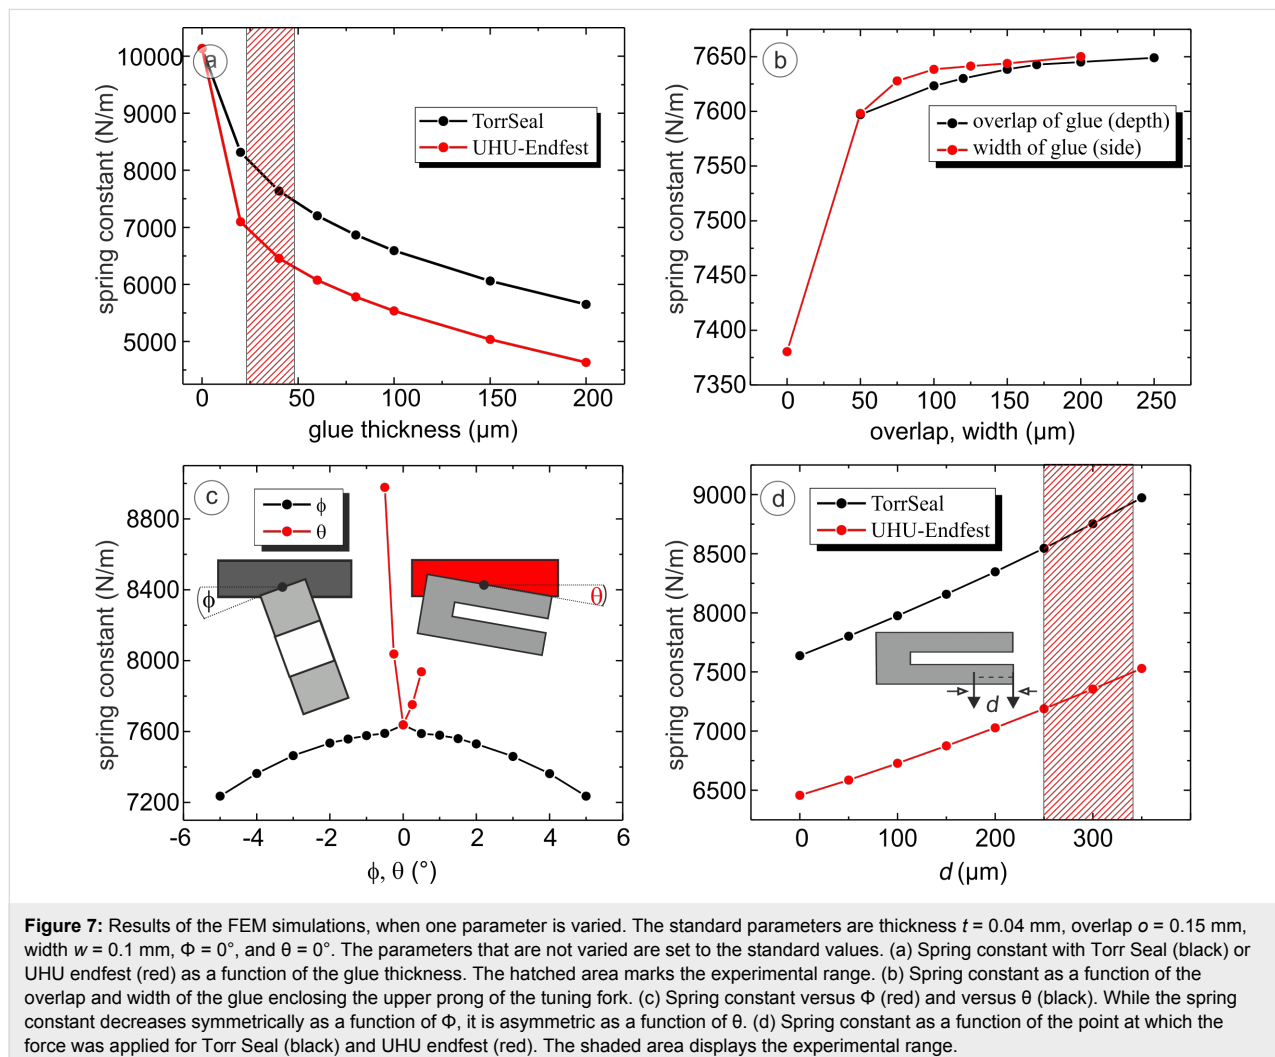 a
10000
9000
8000
7000
6000
5000
spring constant (N/m)
TorrSeal
UHU-Endfest
0 50 100 150 200
glue thickness (µm)
b
7650
7600
7550
7500
7450
7400
7350
spring constant (N/m)
overlap of glue (depth)
width of glue (side)
0 50 100 150 200 250
overlap, width (µm)
c
8800
8400
8000
7600
7200
spring constant (N/m)
ϕ
θ
ϕ
θ
-6 -4 -2 0 2 4 6
ϕ, θ (°)
d
9000
8500
8000
7500
7000
6500
spring constant (N/m)
TorrSeal
UHU-Endfest
d
0 100 200 300
d (µm)
Figure 7: Results of the FEM simulations, when one parameter is varied. The standard parameters are thickness t = 0.04 mm, overlap o = 0.15 mm,
width w = 0.1 mm, Φ = 0°, and θ = 0°. The parameters that are not varied are set to the standard values. (a) Spring constant with Torr Seal (black) or
UHU endfest (red) as a function of the glue thickness. The hatched area marks the experimental range. (b) Spring constant as a function of the
overlap and width of the glue enclosing the upper prong of the tuning fork. (c) Spring constant versus Φ (red) and versus θ (black). While the spring
constant decreases symmetrically as a function of Φ, it is asymmetric as a function of θ. (d) Spring constant as a function of the point at which the
force was applied for Torr Seal (black) and UHU endfest (red). The shaded area displays the experimental range.